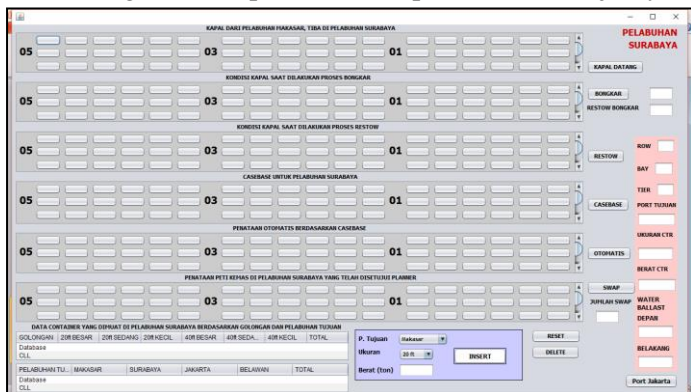 KAPAL DARI PELABUHAN MAKASAR, TIBA DI PELABUHAN SURABAYA
PELABUHAN
SURABAYA
05 03 01
KAPAL DATANG
KONDISI KAPAL SAAT DILAKUKAN PROSES BONGKAR
05 03 01
BONGKAR
RESTOW BONGKAR
KONDISI KAPAL SAAT DILAKUKAN PROSES RESTOW
05 03 01
RESTOW
ROW
BAY
TIER
CASEBASE UNTUK PELABUHAN SURABAYA
05 03 01
CASEBASE
PORT TUJUAN
UKURAN CTR
PENATAAN OTOMATIS BERDASARKAN CASEBASE
05 03 01
OTOMATIS
BERAT CTR
PENATAAN PETI KEMAS DI PELABUHAN SURABAYA YANG TELAH DISETUJUI PLANNER
05 03 01
SWAP
JUMLAH SWAP
WATER
BALLAST
DEPAN
BELAKANG
DATA CONTAINER YANG DIMUAT DI PELABUHAN SURABAYA BERDASARKAN GOLONGAN DAN PELABUHAN TUJUAN
GOLONGAN 20ft BESAR 20ft SEDANG 20ft KECIL 40ft BESAR 40ft SEDA... 40ft KECIL TOTAL
Database
CLL
PELABUHAN TU... MAKASAR SURABAYA JAKARTA BELAWAN TOTAL
Database
CLL
P. Tujuan Makasar
Ukuran 20 ft
Berat (ton)
INSERT
RESET
DELETE
Port Jakarta